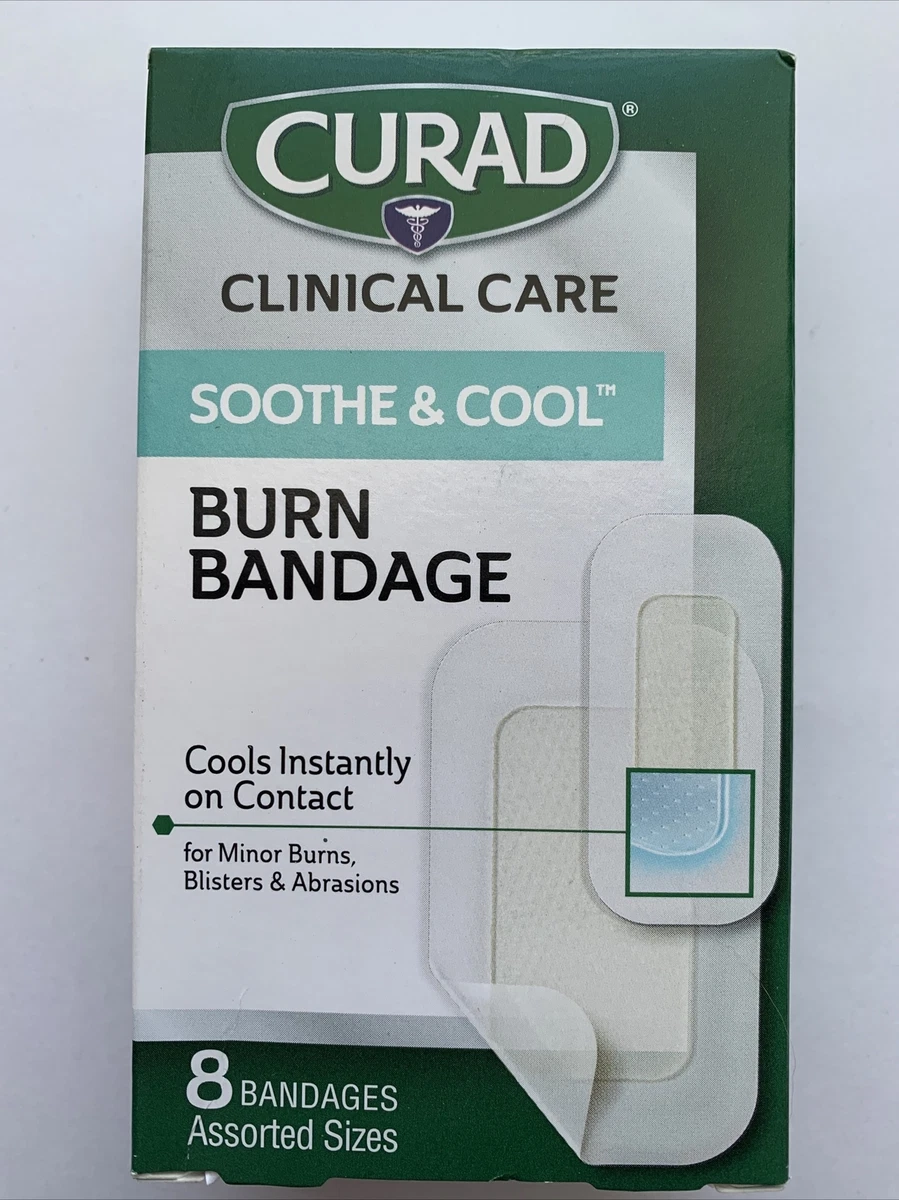 CURAD®
CLINICAL CARE
SOOTHE & COOL™
BURN
BANDAGE
Cools Instantly
on Contact
for Minor Burns,
Blisters & Abrasions
8 BANDAGES
Assorted Sizes